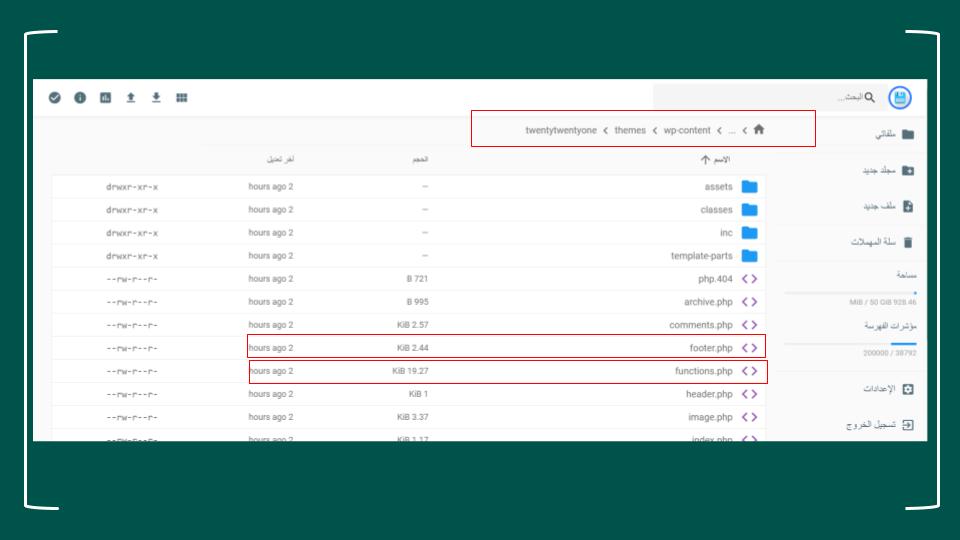 البحث...
ملفاتي
مجلد جديد
ملف جديد
سلة المهملات
مساحة
MiB / 50 GiB 928.46
مؤشرات الفهرسة
200000 / 38792
الإعدادات
تسجيل الخروج
... wp-content themes twentytwentyone
الاسم الحجم آخر تعديل
assets — hours ago 2 drwxr-xr-x
classes — hours ago 2 drwxr-xr-x
inc — hours ago 2 drwxr-xr-x
template-parts — hours ago 2 drwxr-xr-x
php.404 B 721 hours ago 2 --rw-r--r-
archive.php B 995 hours ago 2 --rw-r--r-
comments.php KiB 2.57 hours ago 2 --rw-r--r-
footer.php KiB 2.44 hours ago 2 --rw-r--r-
functions.php KiB 19.27 hours ago 2 --rw-r--r-
header.php KiB 1 hours ago 2 --rw-r--r-
image.php KiB 3.37 hours ago 2 --rw-r--r-
index.php KiB 1.17 hours ago 2 --rw-r--r-